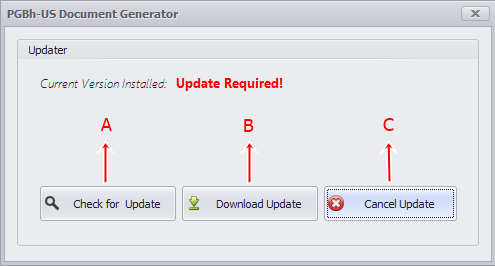 PGBh-US Document Generator
Updater
Current Version Installed: Update Required!
A B C
Check for Update Download Update Cancel Update